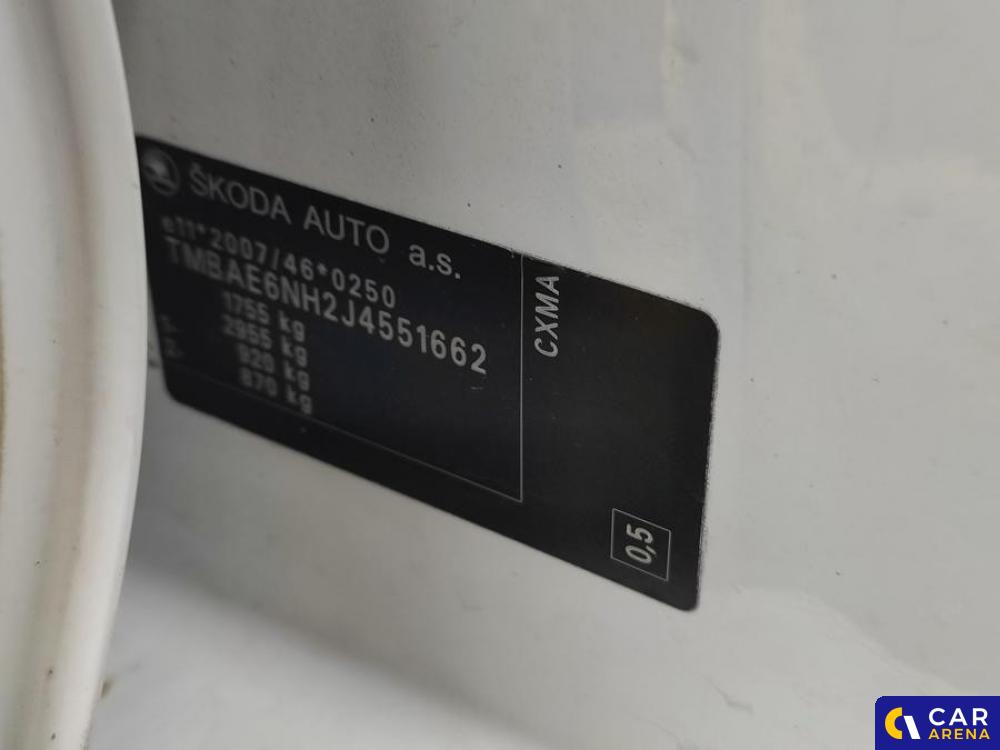 ŠKODA AUTO a.s.
e11*2007/46*0250
TMBAE6NH2J4551662
1755 kg
2955 kg
1- 920 kg
2- 870 kg
CXMA
0,5
CAR
ARENA